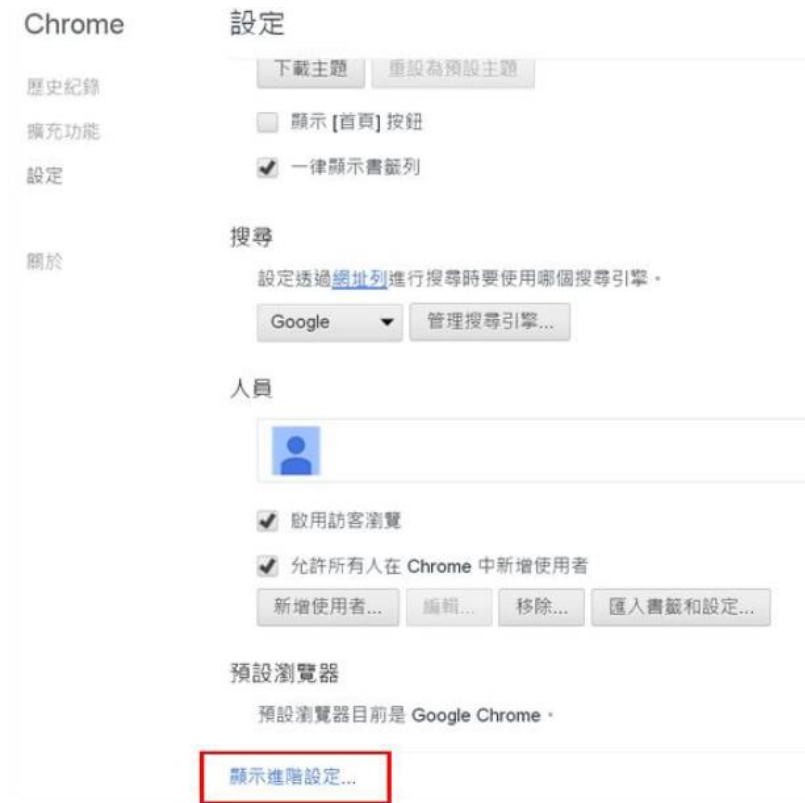 Chrome
設定
歷史紀錄
擴充功能
設定
關於
下載主題 重設為預設主題
顯示 [首頁] 按鈕
一律顯示書籤列
搜尋
設定透過網址列進行搜尋時要使用哪個搜尋引擎。
Google 管理搜尋引擎...
人員
啟用訪客瀏覽
允許所有人在 Chrome 中新增使用者
新增使用者... 編輯... 移除... 匯入書籤和設定...
預設瀏覽器
預設瀏覽器目前是 Google Chrome。
顯示進階設定...